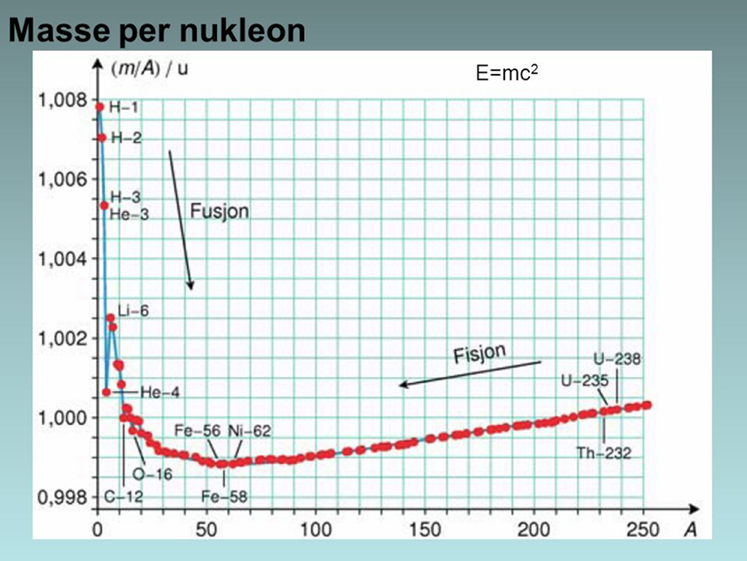 Masse per nukleon
(m/A) / u
E=mc²
1,008
H–1
H–2
1,006
H–3
He–3
Fusjon
1,004
Li–6
1,002
Fisjon
U–238
U–235
He–4
1,000
Fe–56 Ni–62
Th–232
O–16
0,998
C–12
Fe–58
0 50 100 150 200 250 A